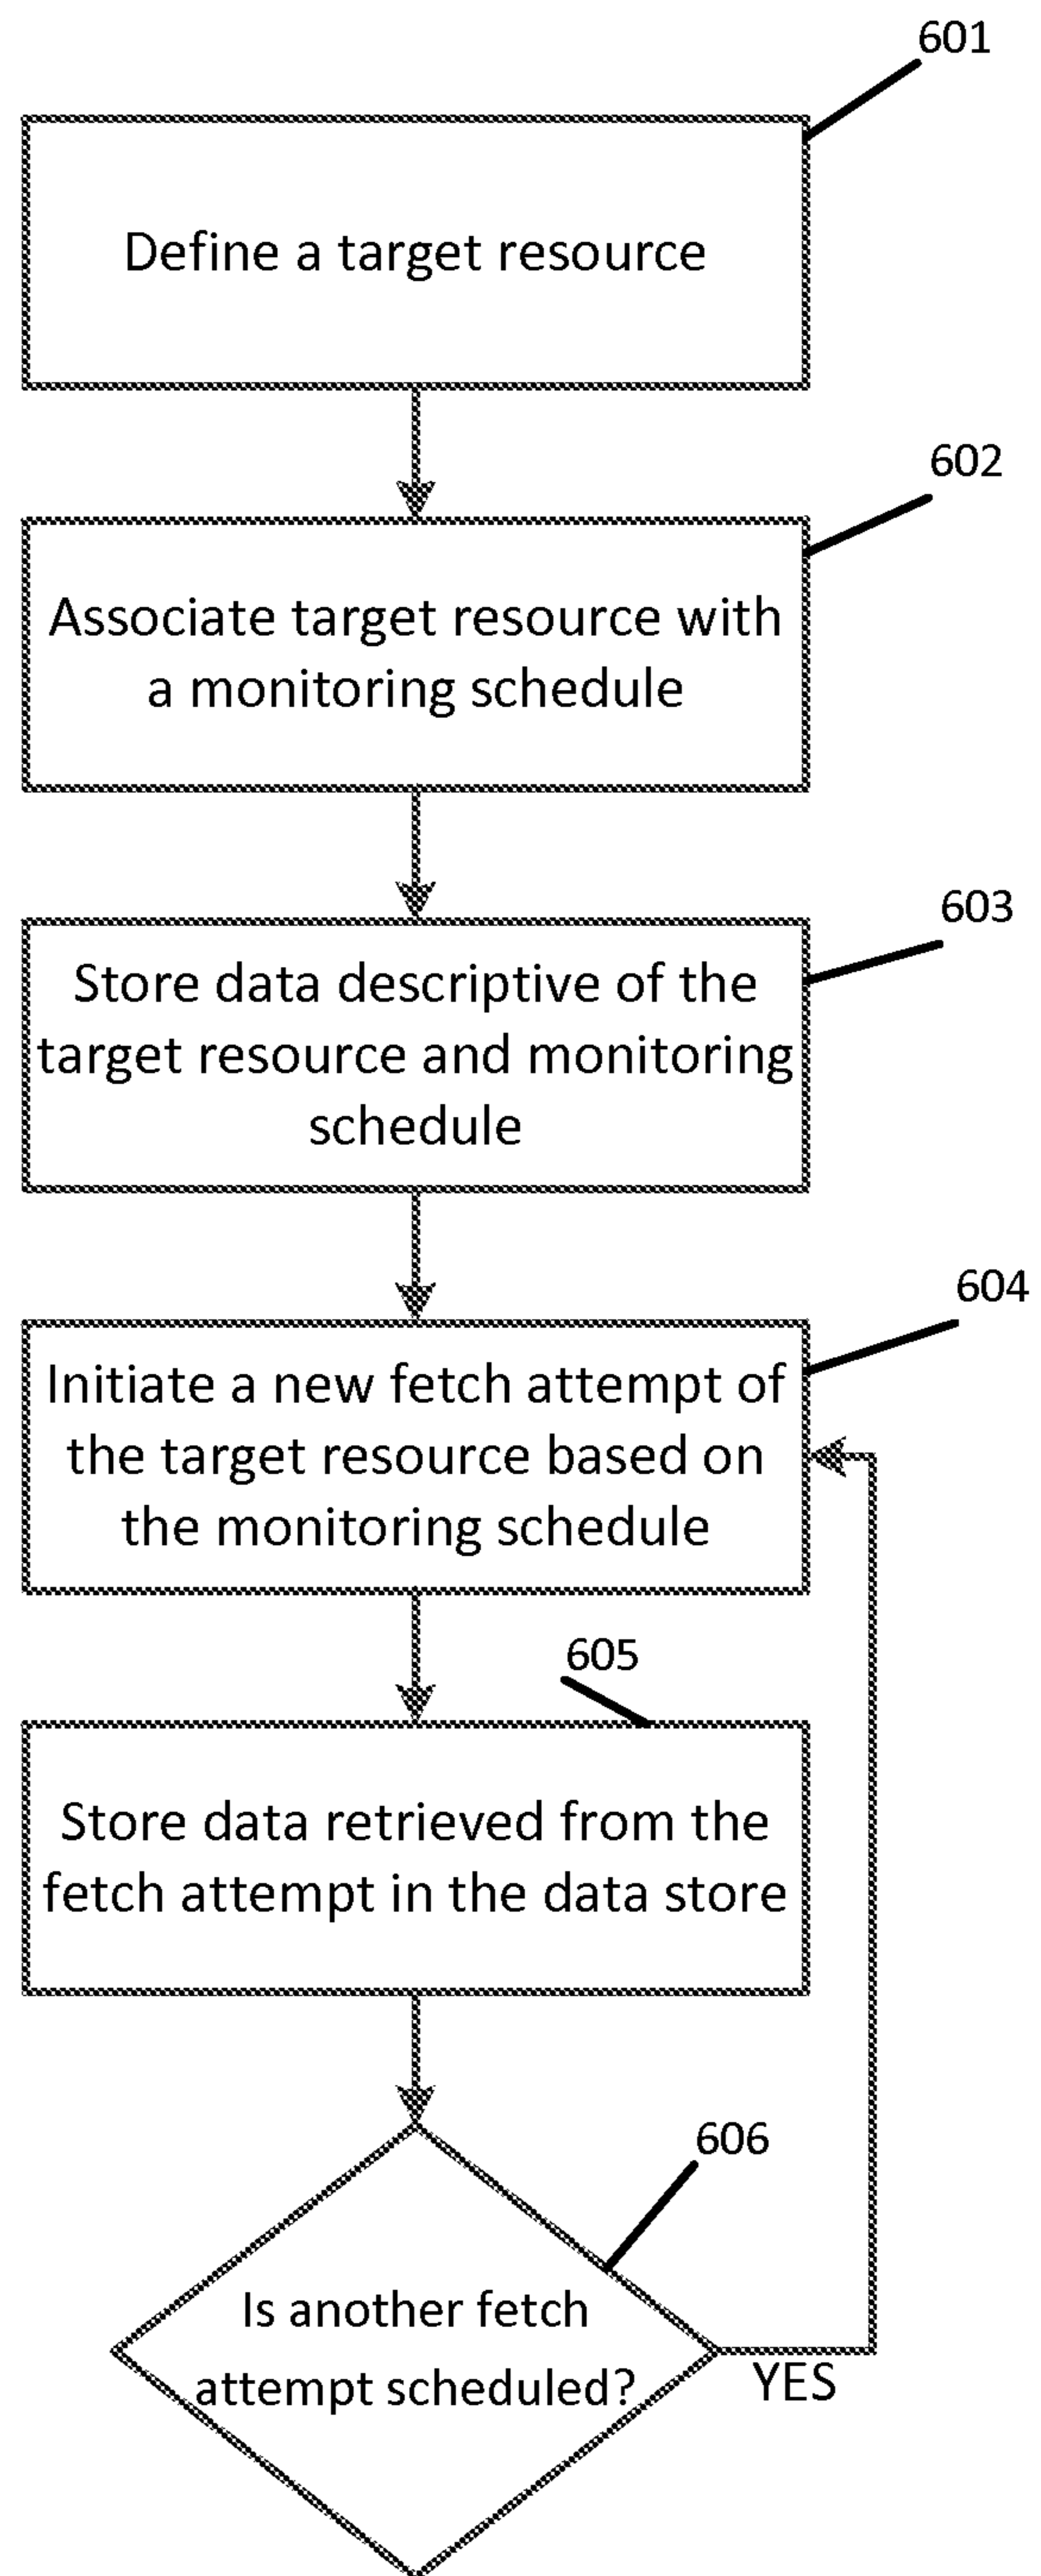 601
Define a target resource
602
Associate target resource with
a monitoring schedule
603
Store data descriptive of the
target resource and monitoring
schedule
604
Initiate a new fetch attempt of
the target resource based on
the monitoring schedule
605
Store data retrieved from the
fetch attempt in the data store
606
Is another fetch
attempt scheduled?
YES